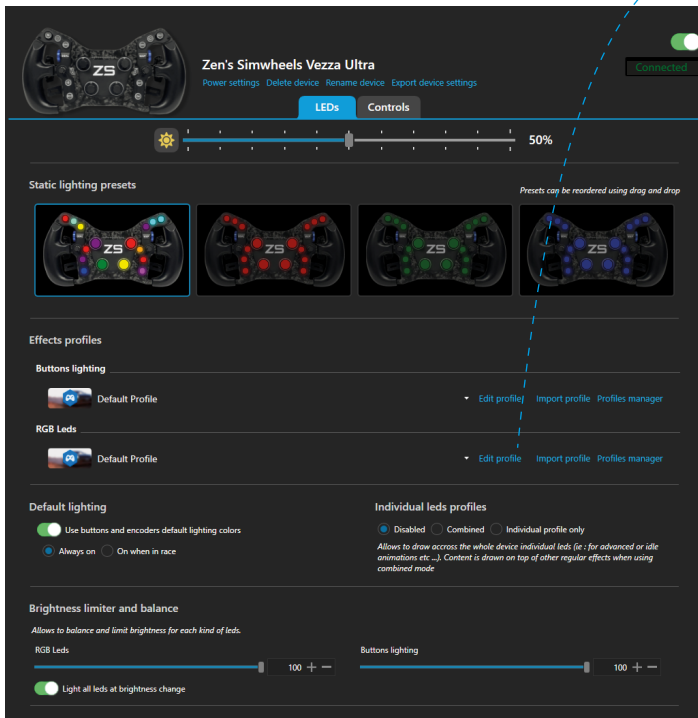 Zen's Simwheels Vezza Ultra
Power settings Delete device Rename device Export device settings
Connected
LEDs Controls
50%
Static lighting presets
Presets can be reordered using drag and drop
ZS
ZS ZS ZS ZS
Effects profiles
Buttons lighting
Default Profile Edit profile Import profile Profiles manager
RGB Leds
Default Profile Edit profile Import profile Profiles manager
Default lighting
Use buttons and encoders default lighting colors
Always on On when in race
Individual leds profiles
Disabled Combined Individual profile only
Allows to draw accross the whole device individual leds (ie : for advanced or idle
animations etc ...). Content is drawn on top of other regular effects when using
combined mode
Brightness limiter and balance
Allows to balance and limit brightness for each kind of leds.
RGB Leds Buttons lighting
100 + − 100 + −
Light all leds at brightness change